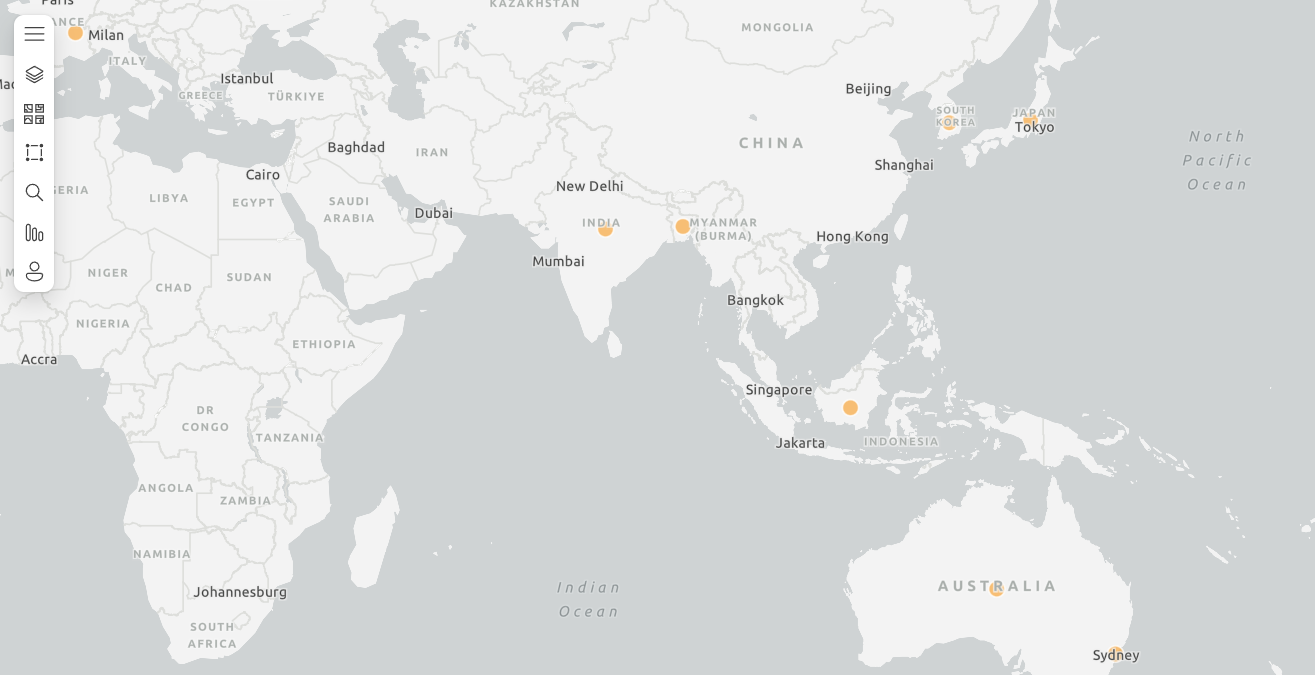 Paris
KAZAKHSTAN
MONGOLIA
Milan
ITALY
Istanbul
GREECE
TÜRKIYE
Beijing
SOUTH
KOREA
JAPAN
Tokyo
North
Pacific
Ocean
Baghdad
IRAN
CHINA
Shanghai
Cairo
LIBYA
EGYPT
SAUDI
ARABIA
Dubai
New Delhi
INDIA
MYANMAR
(BURMA)
Hong Kong
Mumbai
NIGER
CHAD
SUDAN
Bangkok
NIGERIA
ETHIOPIA
Accra
DR
CONGO
TANZANIA
Singapore
Jakarta
INDONESIA
ANGOLA
ZAMBIA
NAMIBIA
Johannesburg
SOUTH
AFRICA
Indian
Ocean
AUSTRALIA
Sydney